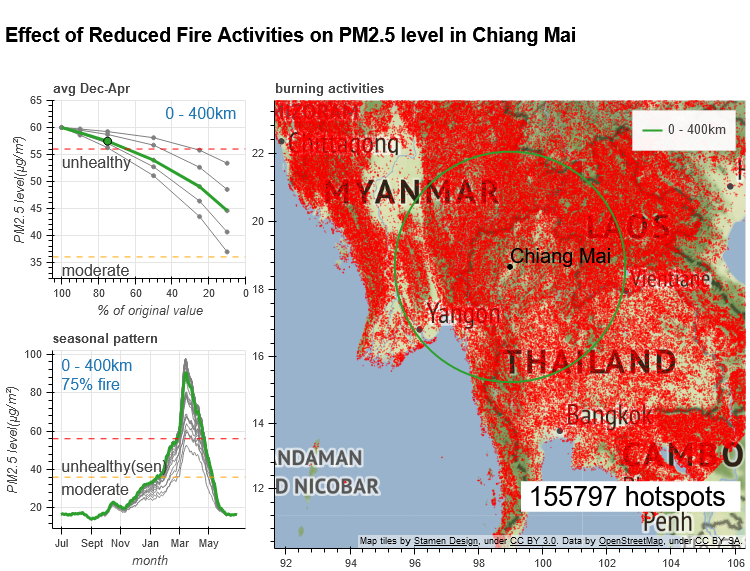 Effect of Reduced Fire Activities on PM2.5 level in Chiang Mai
avg Dec-Apr
65
60
55
50
45
40
35
0 - 400km
unhealthy
moderate
PM2.5 level(µg/m³)
100
80
60
40
20
0
% of original value
seasonal pattern
100
80
60
40
20
0 - 400km
75% fire
unhealthy(sen)
moderate
PM2.5 level(µg/m³)
Jul
Sept
Nov
Jan
Mar
May
month
burning activities
0 - 400km
22
20
18
16
14
12
Chittagong
MYANMAR
LAOS
Chiang Mai
Vientiane
Yangon
THAILAND
Bangkok
CAMBO
NDAMAN
D NICOBAR
155797 hotspots
Penh
Map tiles by Stamen Design, under CC BY 3.0. Data by OpenStreetMap, under CC BY SA.
92
94
96
98
100
102
104
106